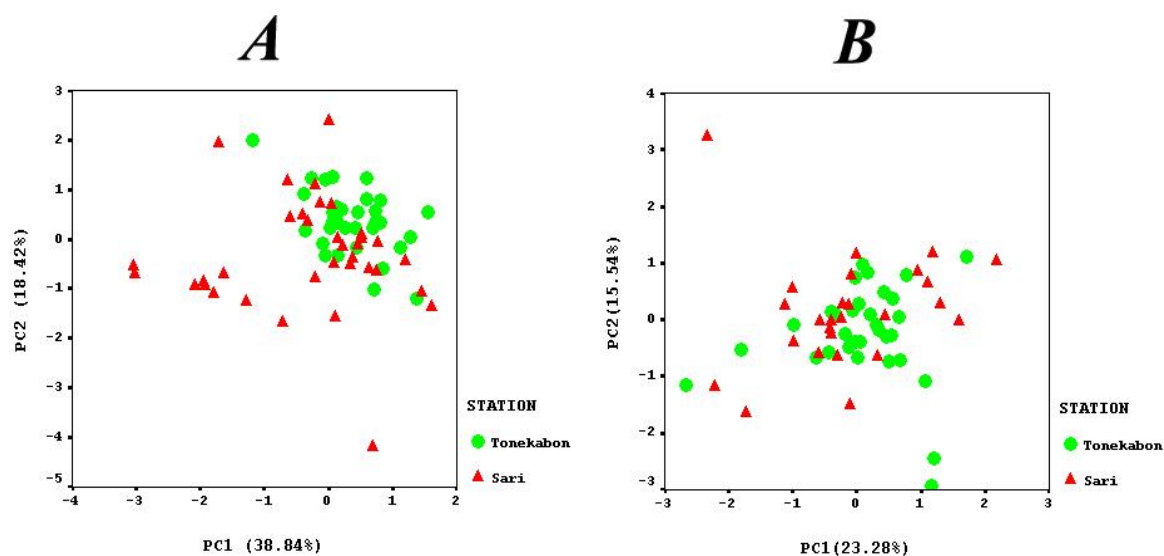 A
B
3
2
1
0
-1
-2
-3
-4
-5
PC2 (18.42%)
-4
-3
-2
-1
0
1
2
PC1 (38.84%)
STATION
Tonekabon
Sari
4
3
2
1
0
-1
-2
-3
PC2(15.54%)
-3
-2
-1
0
1
2
3
PC1(23.28%)
STATION
Tonekabon
Sari